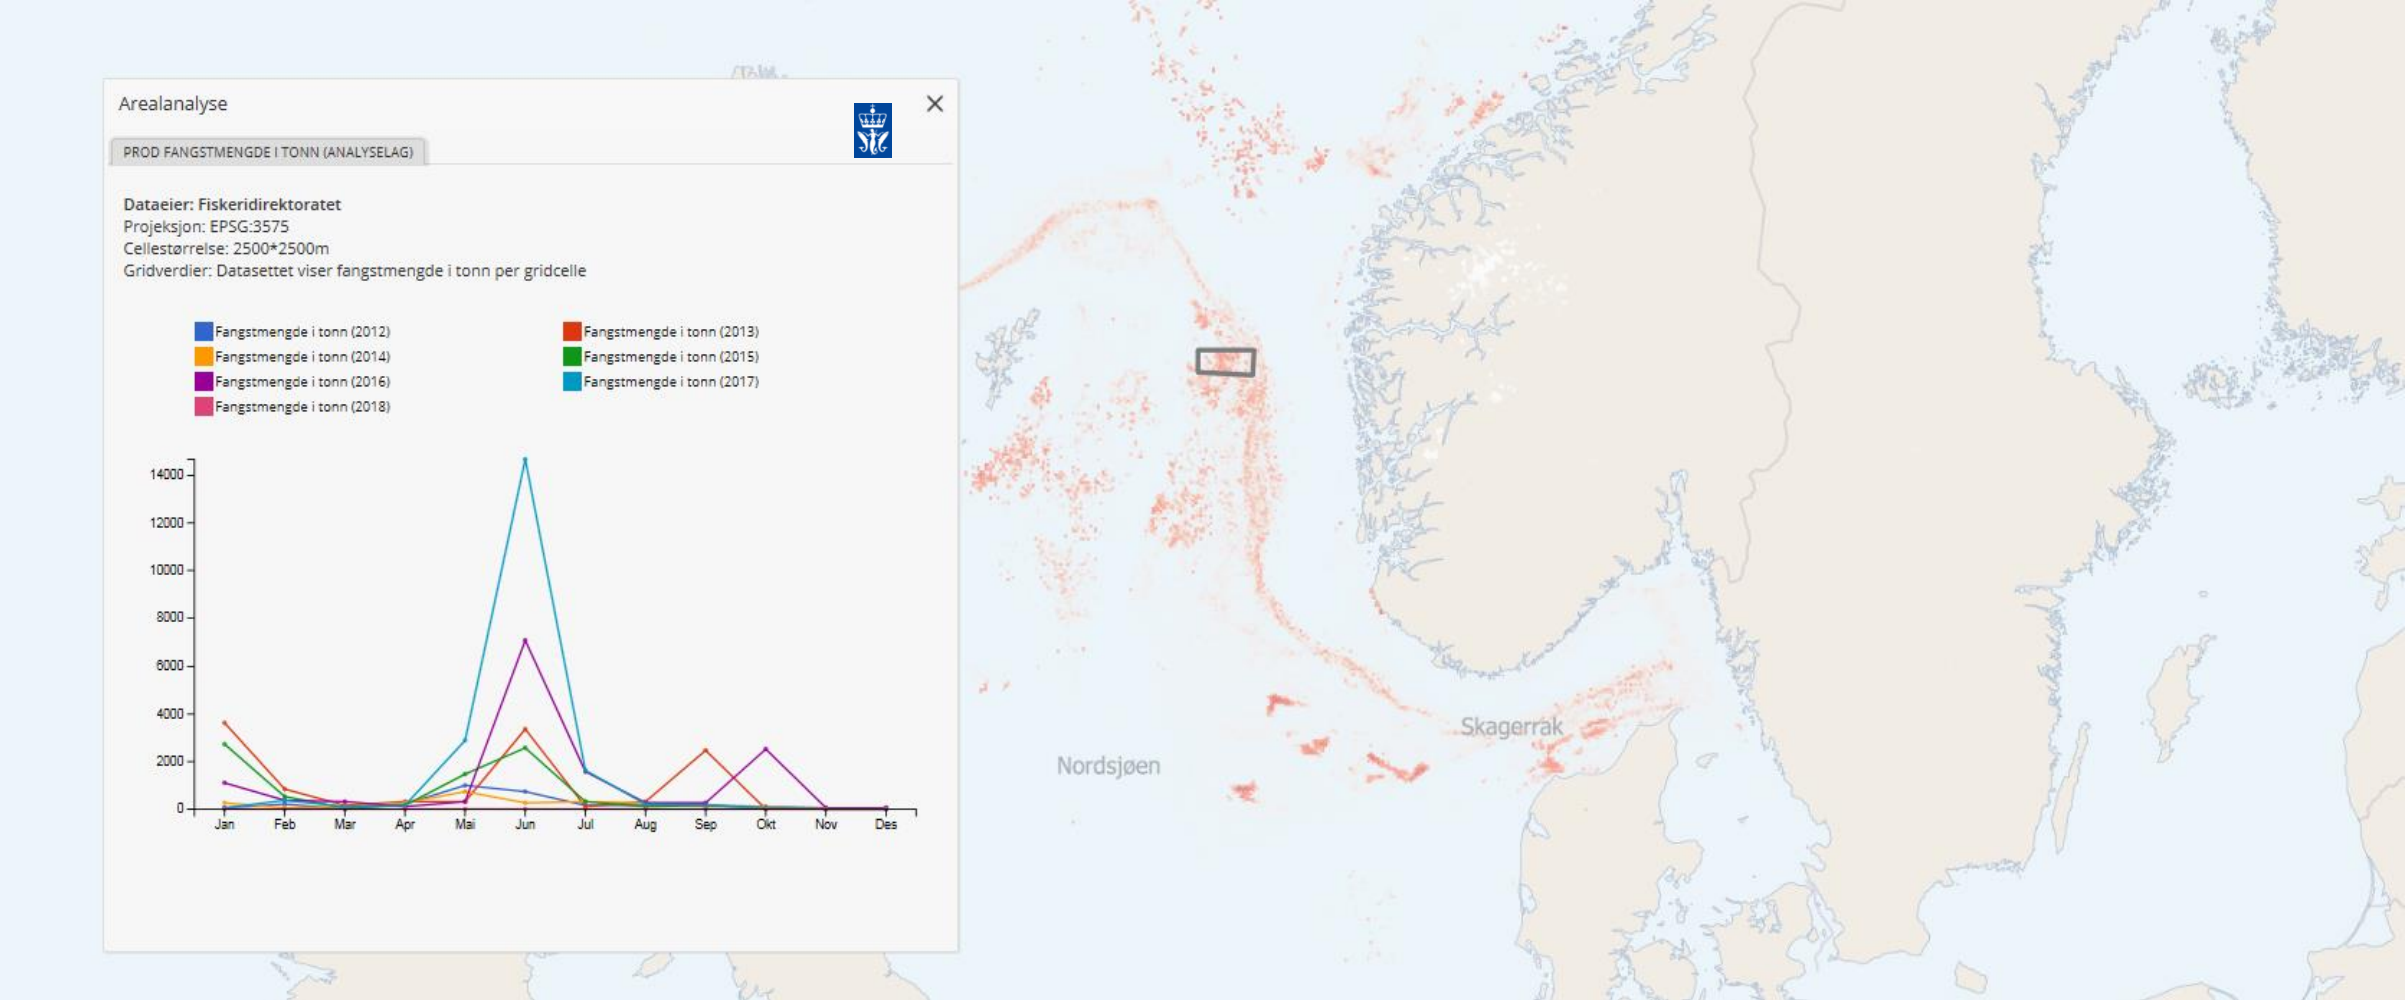 Arealanalyse
PROD FANGSTMENGDE I TONN (ANALYSELAG)
Dataeier: Fiskeridirektoratet
Projeksjon: EPSG:3575
Cellestørrelse: 2500*2500m
Gridverdier: Datasettet viser fangstmengde i tonn per gridcelle
Fangstmengde i tonn (2012)
Fangstmengde i tonn (2013)
Fangstmengde i tonn (2014)
Fangstmengde i tonn (2015)
Fangstmengde i tonn (2016)
Fangstmengde i tonn (2017)
Fangstmengde i tonn (2018)
14000
12000
10000
8000
6000
4000
2000
0
Jan Feb Mar Apr Mai Jun Jul Aug Sep Okt Nov Des
Skagerrak
Nordsjøen